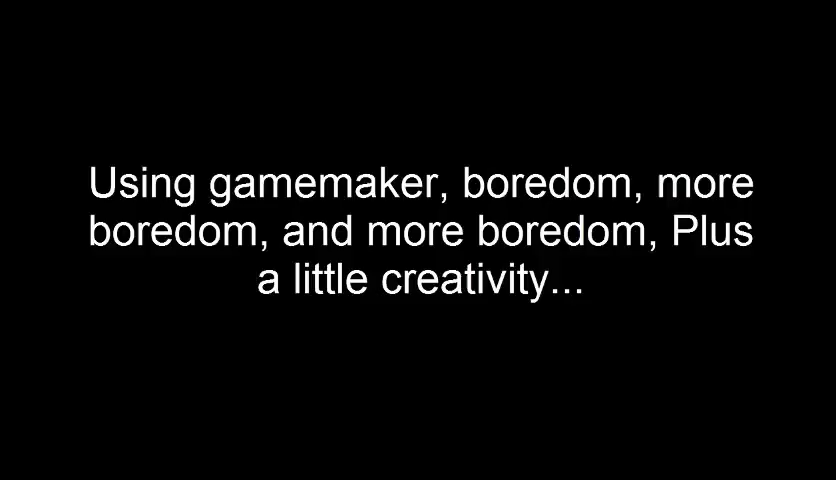 Using gamemaker, boredom, more
boredom, and more boredom, Plus
a little creativity...